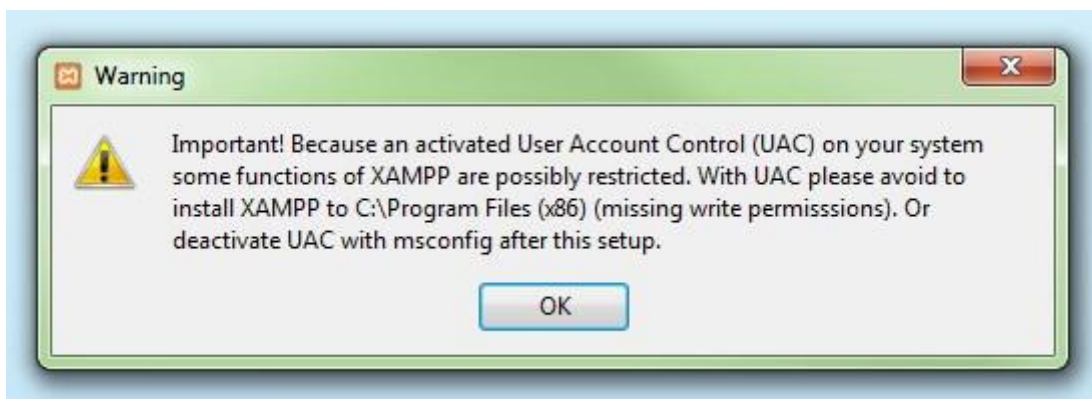 Warning
Important! Because an activated User Account Control (UAC) on your system
some functions of XAMPP are possibly restricted. With UAC please avoid to
install XAMPP to C:\Program Files (x86) (missing write permisssions). Or
deactivate UAC with msconfig after this setup.
OK